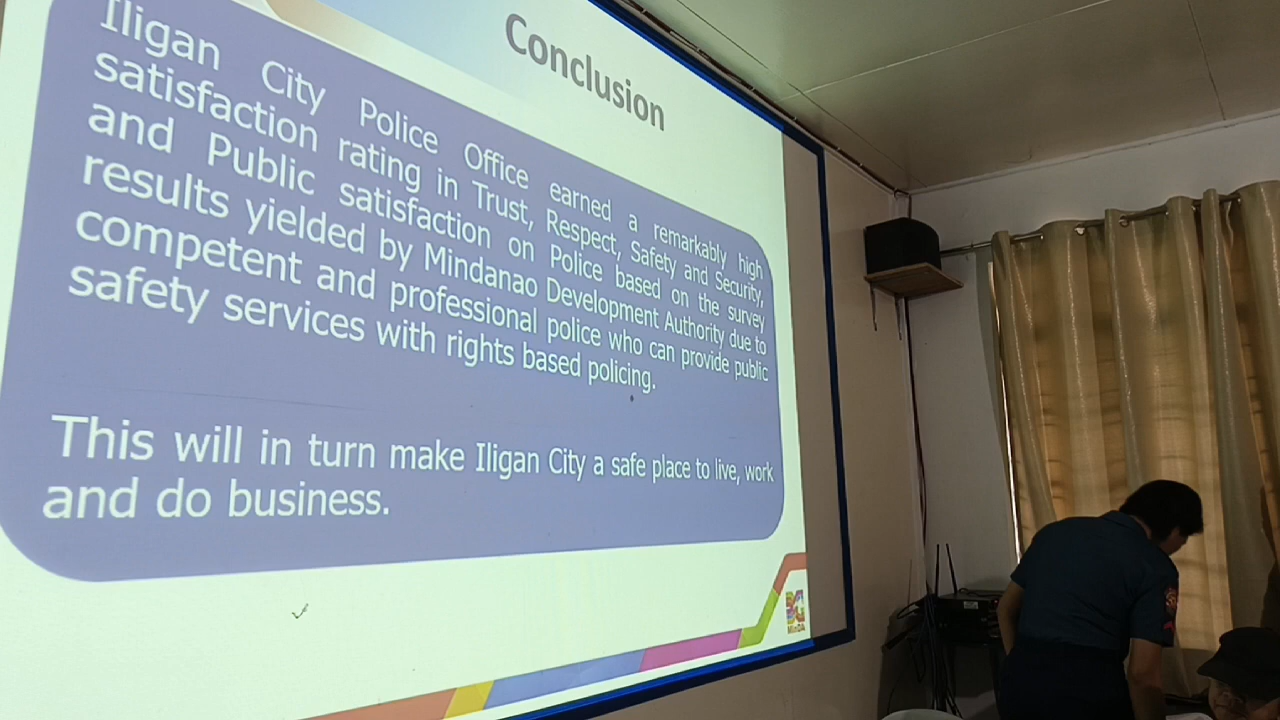 Conclusion
Iligan City Police Office earned a remarkably high
satisfaction rating in Trust, Respect, Safety and Security,
and Public satisfaction on Police based on the survey
results yielded by Mindanao Development Authority due to
competent and professional police who can provide public
safety services with rights based policing.
This will in turn make Iligan City a safe place to live, work
and do business.
MinDA